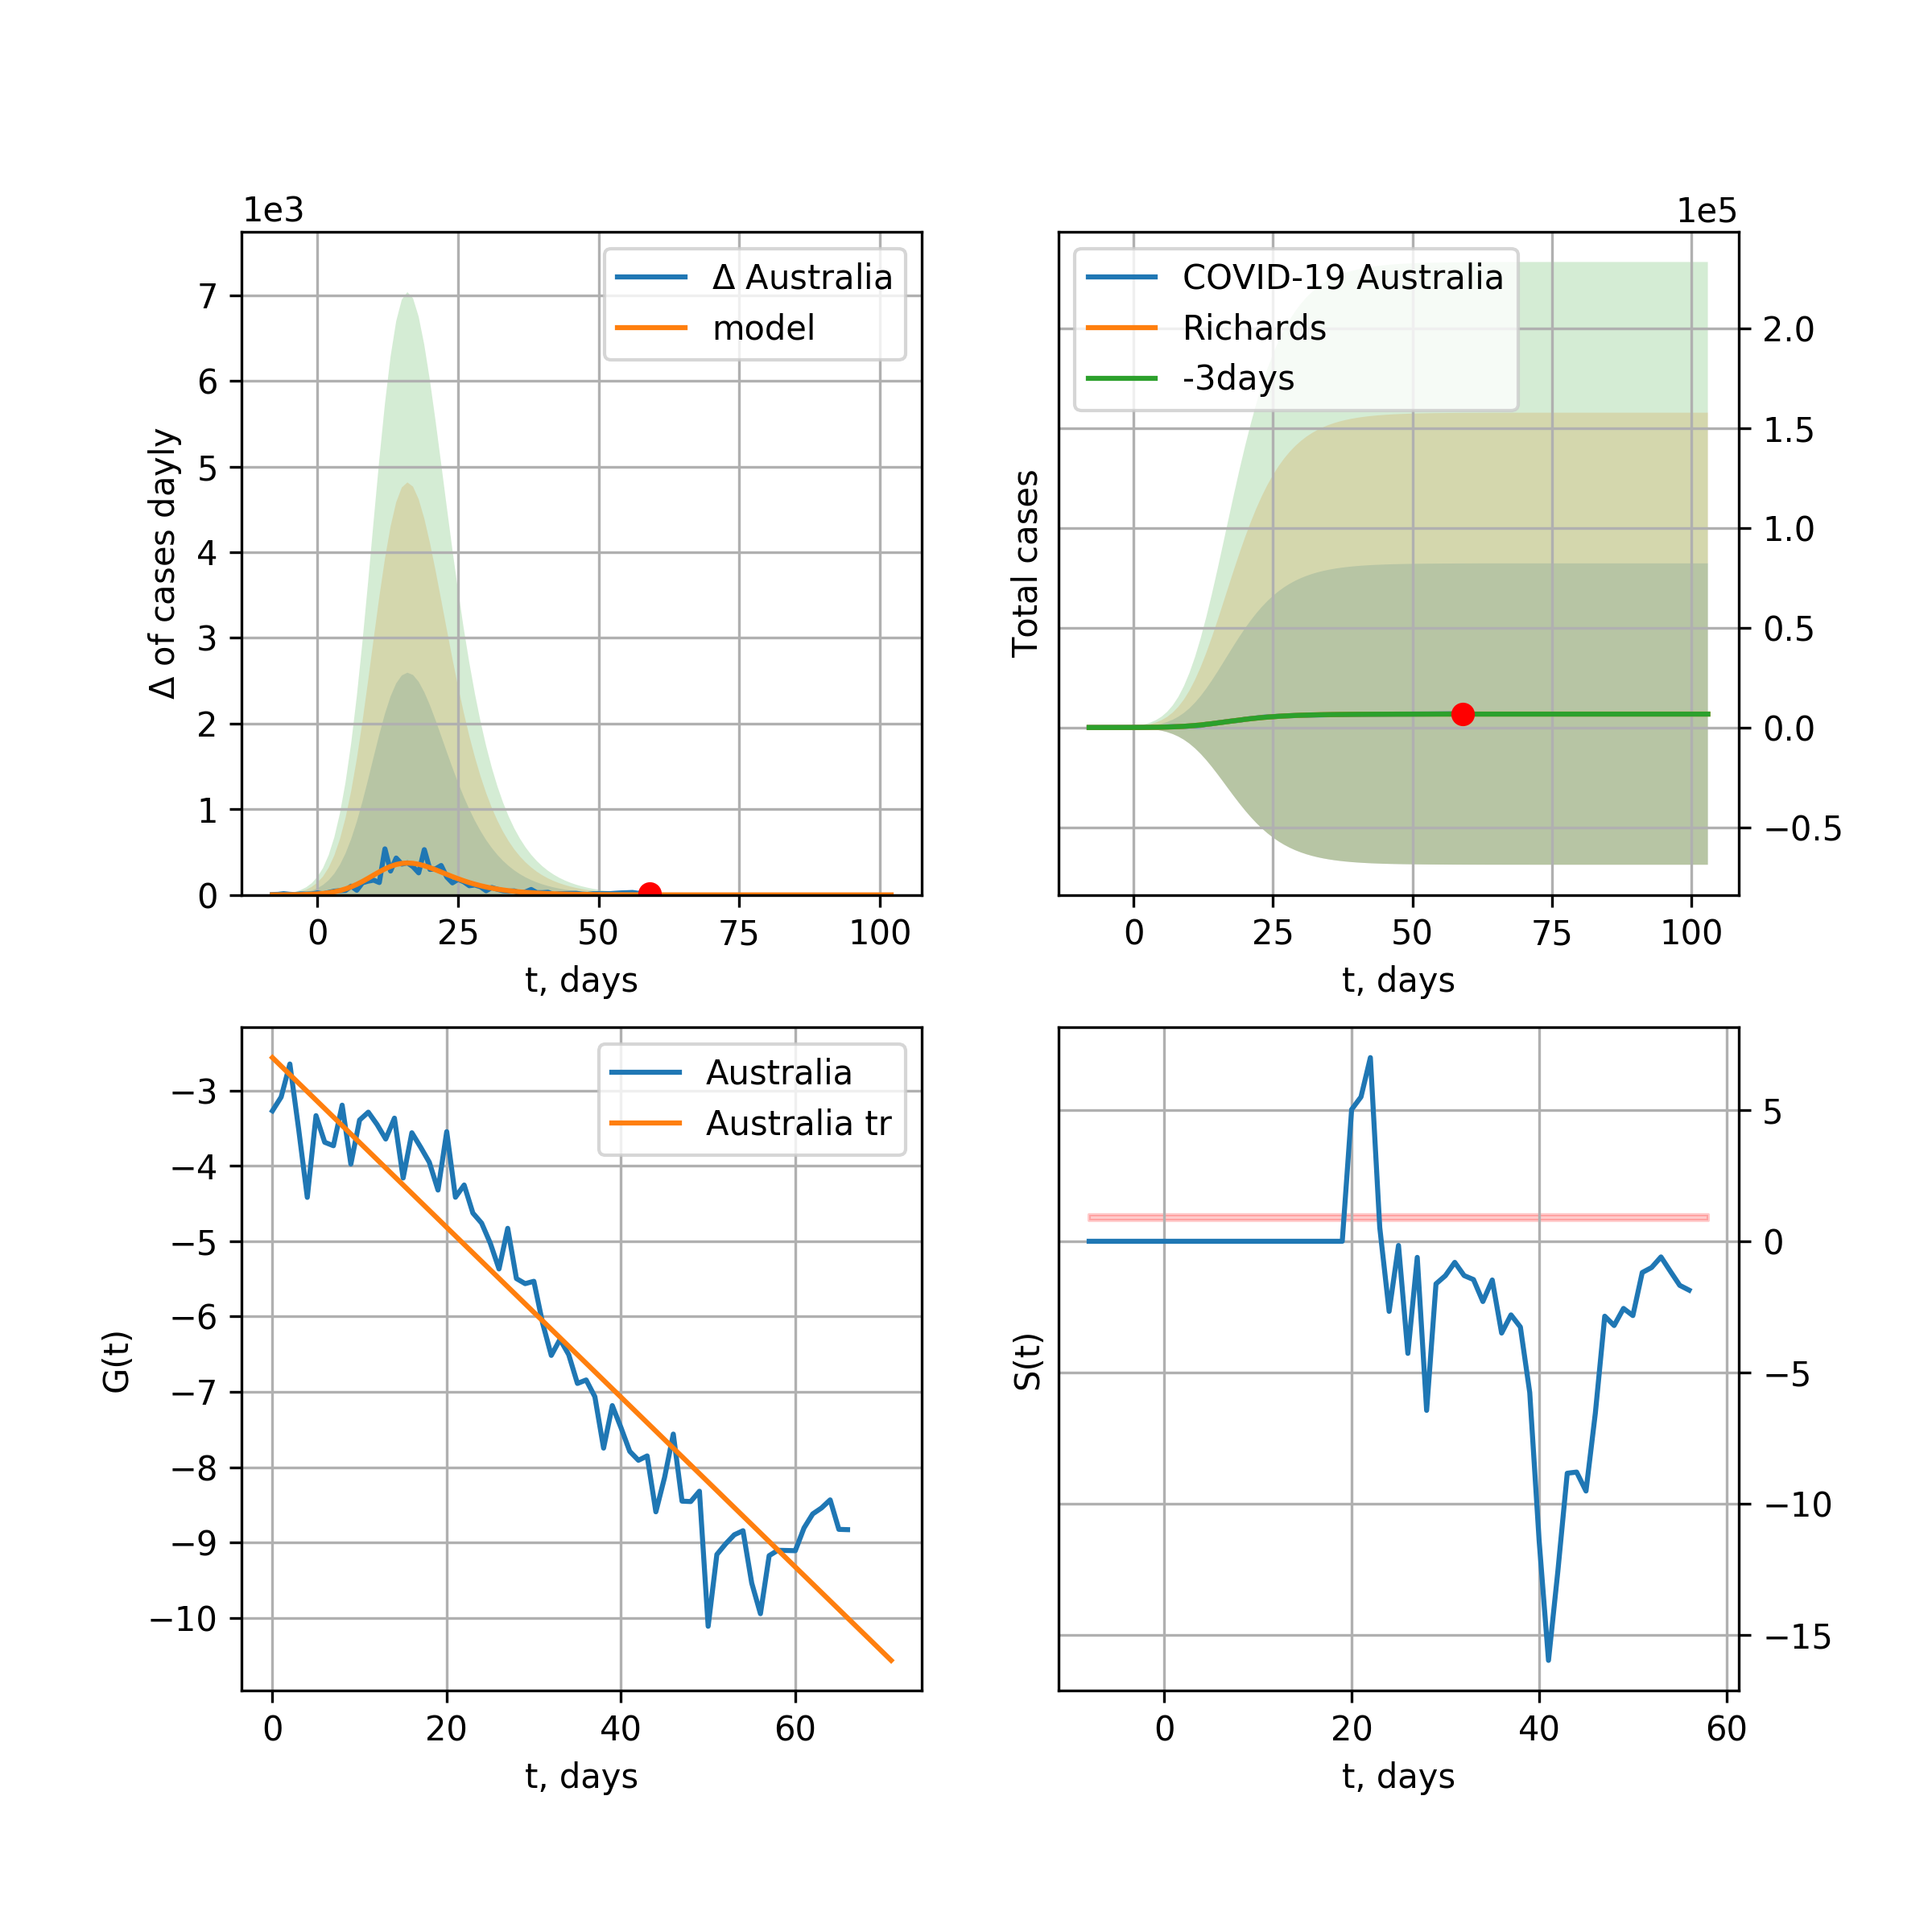 1e3
7
6
5
4
3
2
1
0
Δ of cases dayly
Δ Australia
model
0 25 50 75 100
t, days
1e5
COVID-19 Australia
Richards
-3days
Total cases
2.0
1.5
1.0
0.5
0.0
−0.5
0 25 50 75 100
t, days
−3
−4
−5
−6
−7
−8
−9
−10
G(t)
Australia
Australia tr
0 20 40 60
t, days
S(t)
5
0
−5
−10
−15
0 20 40 60
t, days